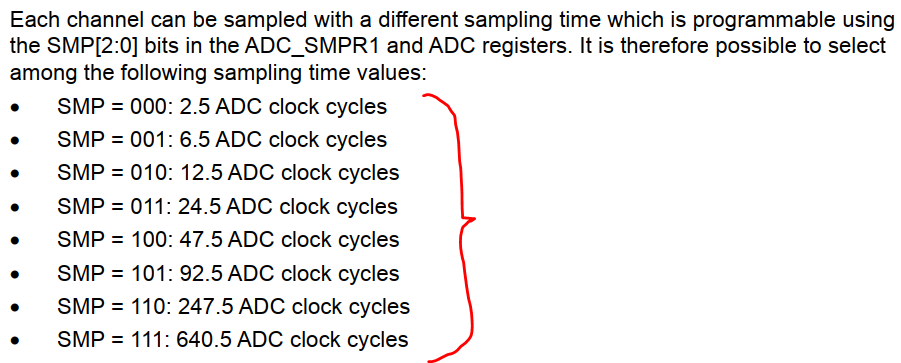 Each channel can be sampled with a different sampling time which is programmable using
the SMP[2:0] bits in the ADC_SMPR1 and ADC registers. It is therefore possible to select
among the following sampling time values:
• SMP = 000: 2.5 ADC clock cycles
• SMP = 001: 6.5 ADC clock cycles
• SMP = 010: 12.5 ADC clock cycles
• SMP = 011: 24.5 ADC clock cycles
• SMP = 100: 47.5 ADC clock cycles
• SMP = 101: 92.5 ADC clock cycles
• SMP = 110: 247.5 ADC clock cycles
• SMP = 111: 640.5 ADC clock cycles